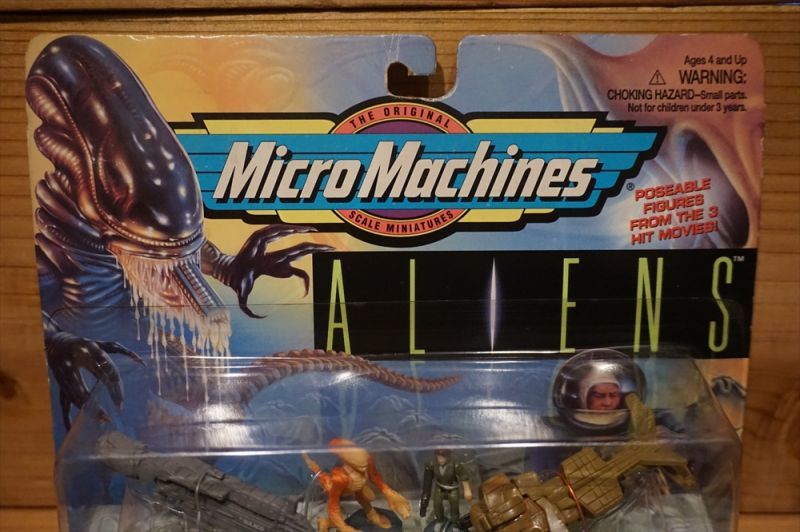 Ages 4 and Up
⚠ WARNING:
CHOKING HAZARD–Small parts.
Not for children under 3 years.
THE ORIGINAL
Micro Machines®
SCALE MINIATURES
POSEABLE
FIGURES
FROM THE 3
HIT MOVIES!
ALIENS™